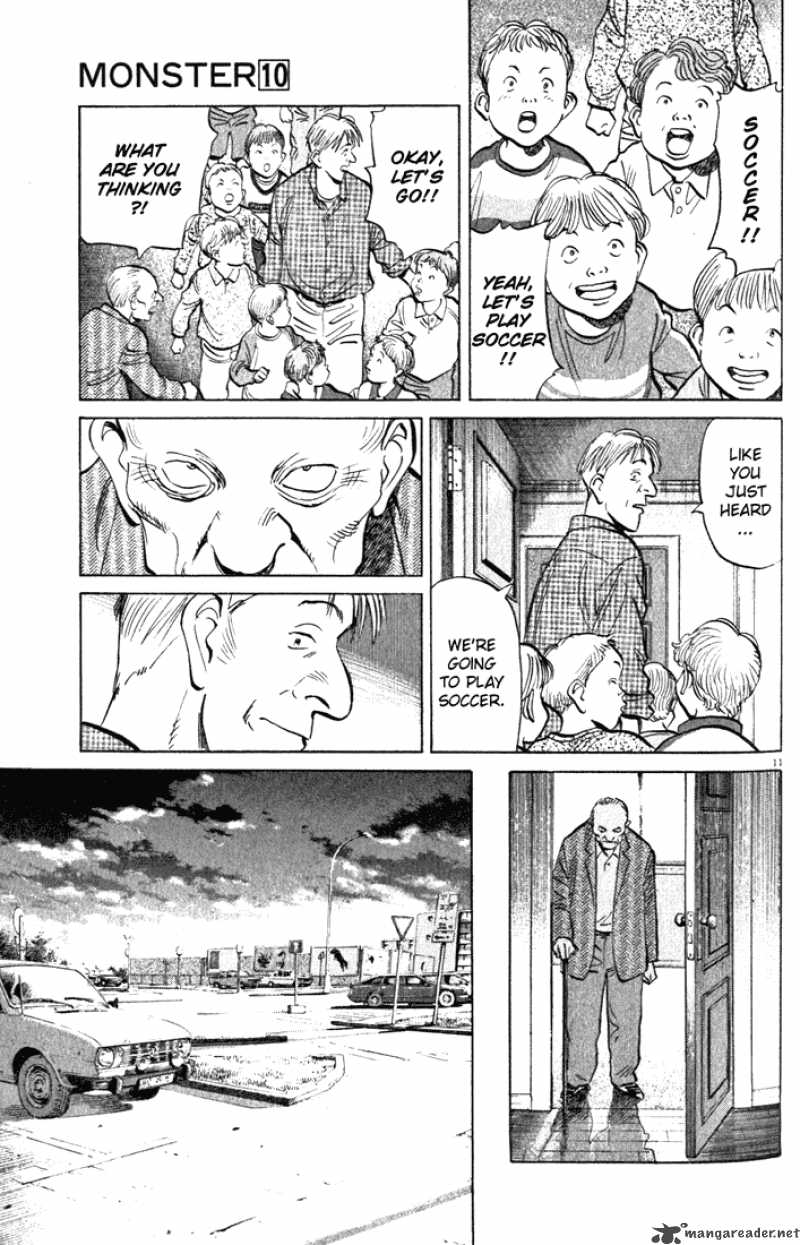 MONSTER 10
SOCCER!!
YEAH,
LET'S
PLAY
SOCCER
!!
OKAY,
LET'S
GO!!
WHAT
ARE YOU
THINKING
?!
LIKE
YOU
JUST
HEARD
...
WE'RE
GOING
TO PLAY
SOCCER.
11
mangareader.net